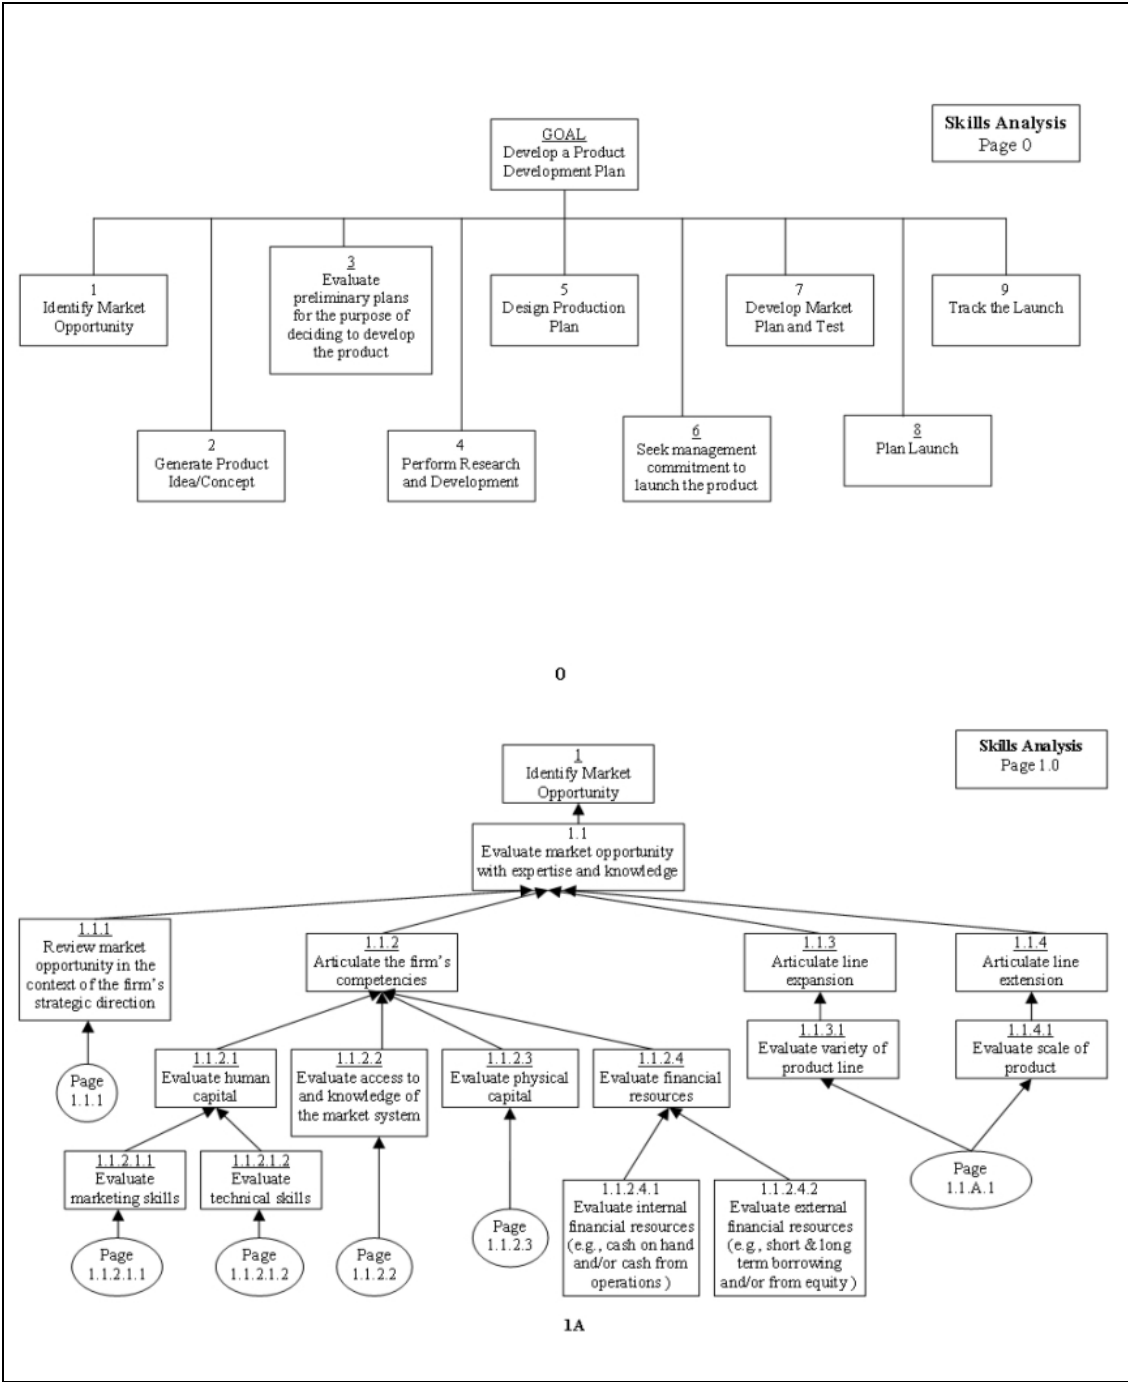 Skills Analysis
Page 0
GOAL
Develop a Product
Development Plan
1
Identify Market
Opportunity
2
Generate Product
Idea/Concept
3
Evaluate
preliminary plans
for the purpose of
deciding to develop
the product
4
Perform Research
and Development
5
Design Production
Plan
6
Seek management
commitment to
launch the product
7
Develop Market
Plan and Test
8
Plan Launch
9
Track the Launch
0
Skills Analysis
Page 1.0
1
Identify Market
Opportunity
1.1
Evaluate market opportunity
with expertise and knowledge
1.1.1
Review market
opportunity in the
context of the firm's
strategic direction
1.1.2
Articulate the firm's
competencies
1.1.3
Articulate line
expansion
1.1.4
Articulate line
extension
1.1.2.1
Evaluate human
capital
1.1.2.2
Evaluate access to
and knowledge of
the market system
1.1.2.3
Evaluate physical
capital
1.1.2.4
Evaluate financial
resources
1.1.3.1
Evaluate variety of
product line
1.1.4.1
Evaluate scale of
product
Page
1.1.1
1.1.2.1.1
Evaluate
marketing skills
1.1.2.1.2
Evaluate
technical skills
1.1.2.4.1
Evaluate internal
financial resources
(e.g., cash on hand
and/or cash from
operations )
1.1.2.4.2
Evaluate external
financial resources
(e.g., short & long
term borrowing
and/or from equity )
Page
1.1.A.1
Page
1.1.2.1.1
Page
1.1.2.1.2
Page
1.1.2.2
Page
1.1.2.3
1A